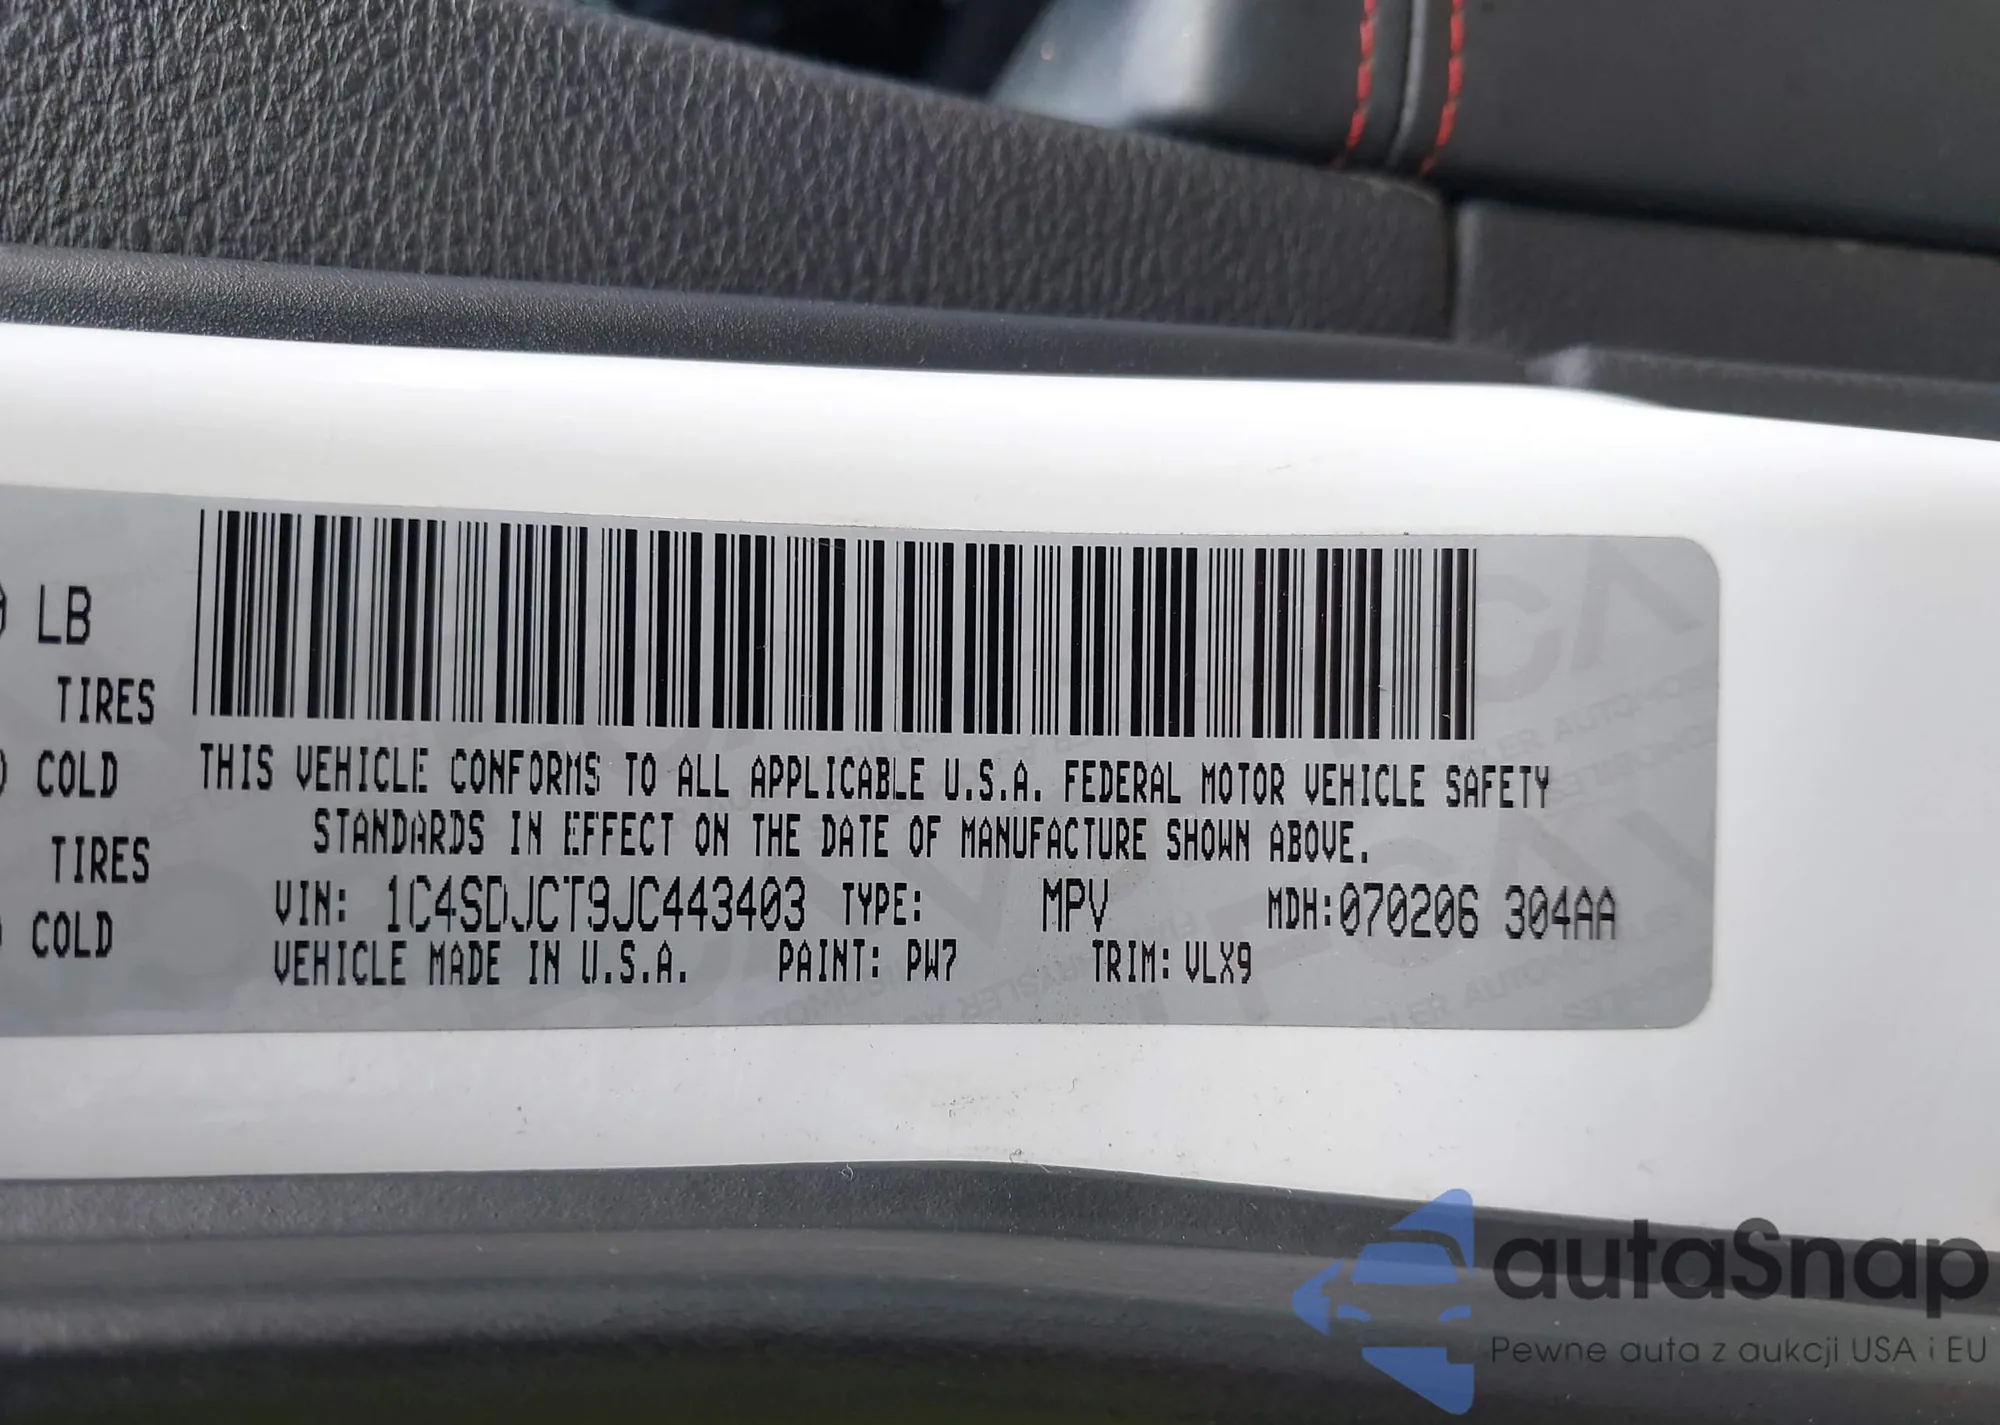 0 LB
TIRES
COLD
TIRES
COLD
THIS VEHICLE CONFORMS TO ALL APPLICABLE U.S.A. FEDERAL MOTOR VEHICLE SAFETY
STANDARDS IN EFFECT ON THE DATE OF MANUFACTURE SHOWN ABOVE.
VIN: 1C4SDJCT9JC443403 TYPE: MPV MDH:070206 304AA
VEHICLE MADE IN U.S.A. PAINT: PW7 TRIM: VLX9
autaSnap
Pewne auta z aukcji USA i EU